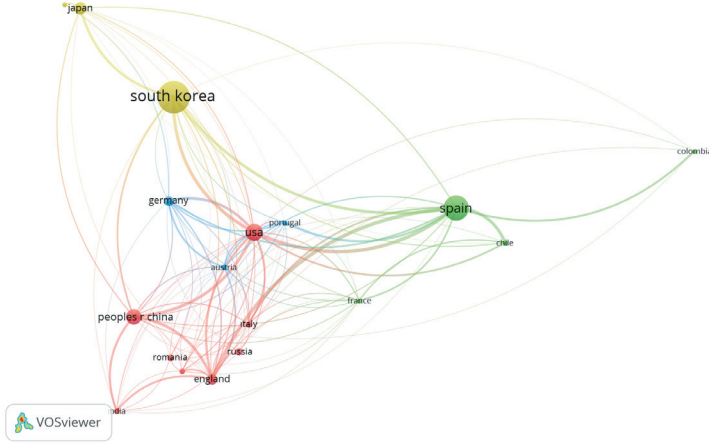 japan
south korea
colombia
germany
spain
portugal
usa
chile
austria
france
peoples r china
italy
russia
romania
england
india
VOSviewer